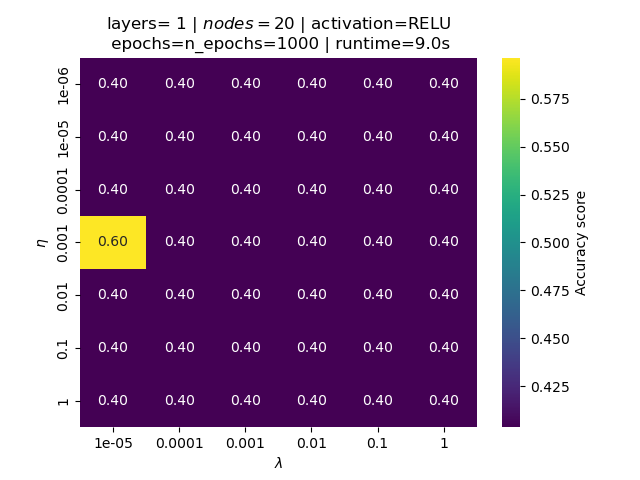 layers= 1 | nodes = 20 | activation=RELU
epochs=n_epochs=1000 | runtime=9.0s
1e-06 0.40 0.40 0.40 0.40 0.40 0.40
1e-05 0.40 0.40 0.40 0.40 0.40 0.40
0.0001 0.40 0.40 0.40 0.40 0.40 0.40
0.001 0.60 0.40 0.40 0.40 0.40 0.40
0.01 0.40 0.40 0.40 0.40 0.40 0.40
0.1 0.40 0.40 0.40 0.40 0.40 0.40
1 0.40 0.40 0.40 0.40 0.40 0.40
η
1e-05 0.0001 0.001 0.01 0.1 1
λ
0.575
0.550
0.525
0.500
0.475
0.450
0.425
Accuracy score